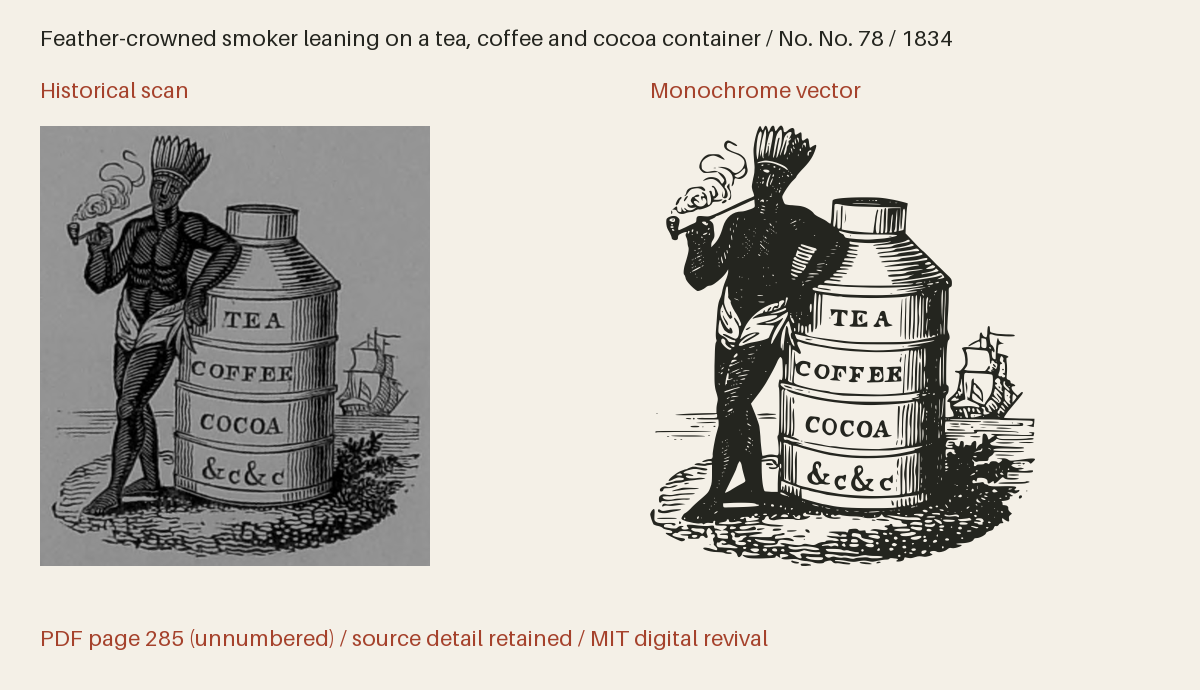 Feather-crowned smoker leaning on a tea, coffee and cocoa container / No. No. 78 / 1834
Historical scan
Monochrome vector
TEA
COFFEE
COCOA
&c&c
TEA
COFFEE
COCOA
&c&c
PDF page 285 (unnumbered) / source detail retained / MIT digital revival